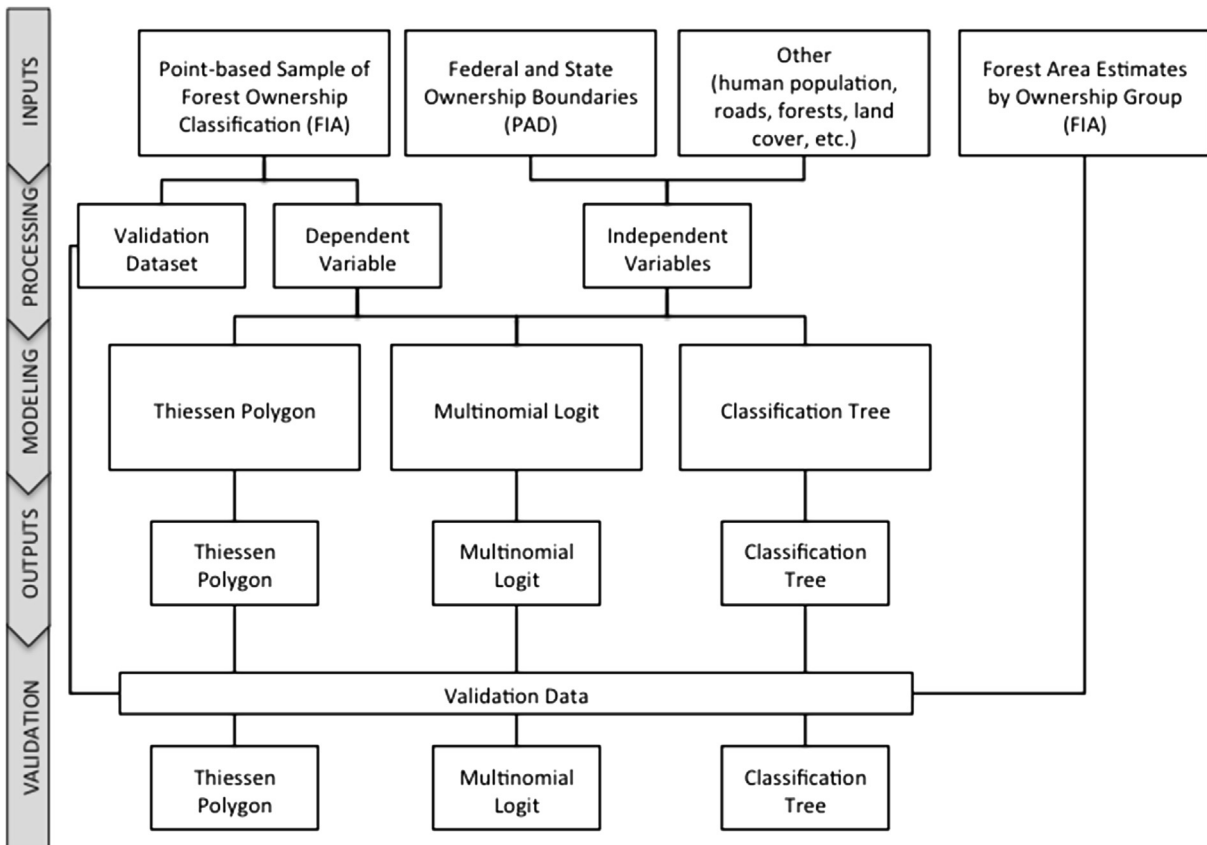 INPUTS
Point-based Sample of
Forest Ownership
Classification (FIA)
Federal and State
Ownership Boundaries
(PAD)
Other
(human population,
roads, forests, land
cover, etc.)
Forest Area Estimates
by Ownership Group
(FIA)
PROCESSING
Validation
Dataset
Dependent
Variable
Independent
Variables
MODELING
Thiessen Polygon
Multinomial Logit
Classification Tree
OUTPUTS
Thiessen
Polygon
Multinomial
Logit
Classification
Tree
VALIDATION
Validation Data
Thiessen
Polygon
Multinomial
Logit
Classification
Tree